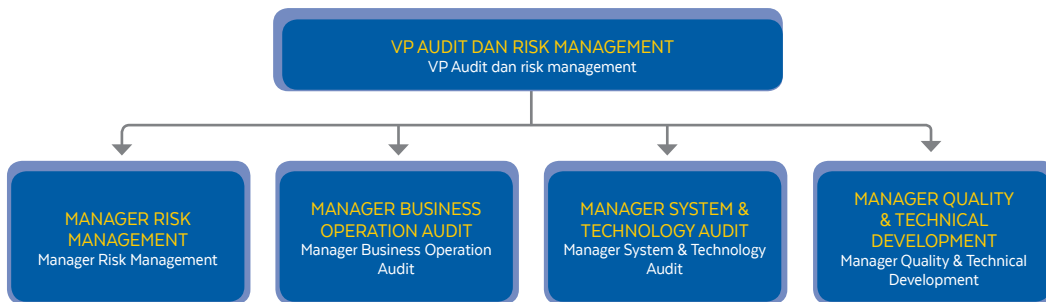 VP AUDIT DAN RISK MANAGEMENT
VP Audit dan risk management
MANAGER RISK
MANAGEMENT
Manager Risk Management
MANAGER BUSINESS
OPERATION AUDIT
Manager Business Operation
Audit
MANAGER SYSTEM &
TECHNOLOGY AUDIT
Manager System & Technology
Audit
MANAGER QUALITY
& TECHNICAL
DEVELOPMENT
Manager Quality & Technical
Development